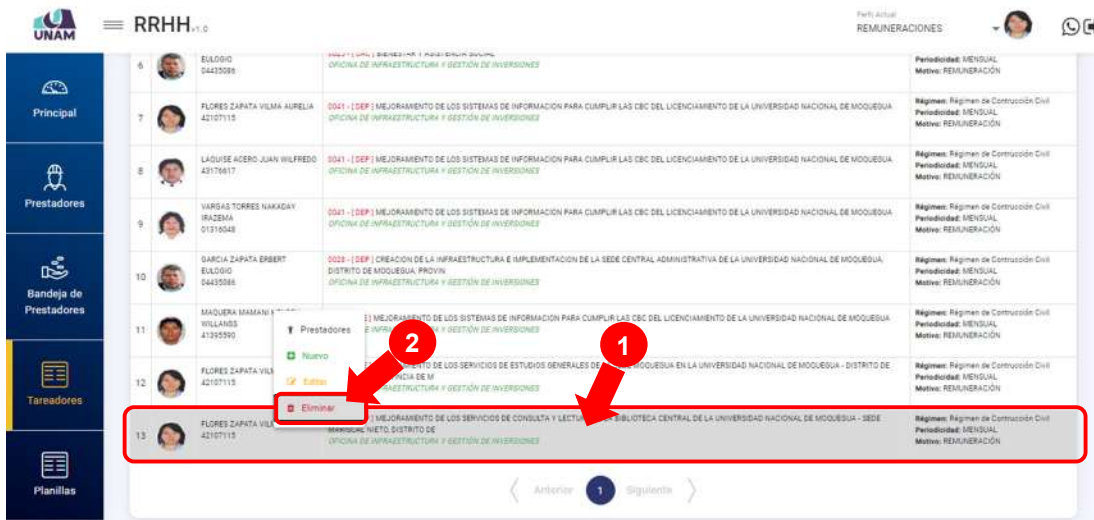 UNAM
RRHH v1.0
Perfil Actual
REMUNERACIONES
Principal
Prestadores
Bandeja de
Prestadores
Tareadores
Planillas
6
EULOGIO
04435086
OFICINA DE INFRAESTRUCTURA Y GESTIÓN DE INVERSIONES
Periodicidad: MENSUAL
Motivo: REMUNERACIÓN
7
FLORES ZAPATA VILMA AURELIA
42107115
0041 - [ DEP ] MEJORAMIENTO DE LOS SISTEMAS DE INFORMACION PARA CUMPLIR LAS CBC DEL LICENCIAMIENTO DE LA UNIVERSIDAD NACIONAL DE MOQUEGUA
OFICINA DE INFRAESTRUCTURA Y GESTIÓN DE INVERSIONES
Régimen: Régimen de Contrucción Civil
Periodicidad: MENSUAL
Motivo: REMUNERACIÓN
8
LAQUISE ACERO JUAN WILFREDO
43176617
0041 - [ DEP ] MEJORAMIENTO DE LOS SISTEMAS DE INFORMACION PARA CUMPLIR LAS CBC DEL LICENCIAMIENTO DE LA UNIVERSIDAD NACIONAL DE MOQUEGUA
OFICINA DE INFRAESTRUCTURA Y GESTIÓN DE INVERSIONES
Régimen: Régimen de Contrucción Civil
Periodicidad: MENSUAL
Motivo: REMUNERACIÓN
9
VARGAS TORRES NAKADAY
IRAZEMA
01316048
0041 - [ DEP ] MEJORAMIENTO DE LOS SISTEMAS DE INFORMACION PARA CUMPLIR LAS CBC DEL LICENCIAMIENTO DE LA UNIVERSIDAD NACIONAL DE MOQUEGUA
OFICINA DE INFRAESTRUCTURA Y GESTIÓN DE INVERSIONES
Régimen: Régimen de Contrucción Civil
Periodicidad: MENSUAL
Motivo: REMUNERACIÓN
10
GARCIA ZAPATA ERBERT
EULOGIO
04435086
0028 - [ DEP ] CREACION DE LA INFRAESTRUCTURA E IMPLEMENTACION DE LA SEDE CENTRAL ADMINISTRATIVA DE LA UNIVERSIDAD NACIONAL DE MOQUEGUA,
DISTRITO DE MOQUEGUA, PROVIN
OFICINA DE INFRAESTRUCTURA Y GESTIÓN DE INVERSIONES
Régimen: Régimen de Contrucción Civil
Periodicidad: MENSUAL
Motivo: REMUNERACIÓN
11
MAQUERA MAMANI
WILLANSS
41395590
] MEJORAMIENTO DE LOS SISTEMAS DE INFORMACION PARA CUMPLIR LAS CBC DEL LICENCIAMIENTO DE LA UNIVERSIDAD NACIONAL DE MOQUEGUA
Régimen: Régimen de Contrucción Civil
Periodicidad: MENSUAL
Motivo: REMUNERACIÓN
Prestadores
Nuevo
Editar
Eliminar
2
1
12
FLORES ZAPATA
42107115
DE LOS SERVICIOS DE ESTUDIOS GENERALES DE MOQUEGUA EN LA UNIVERSIDAD NACIONAL DE MOQUEGUA - DISTRITO DE
DE M
GESTIÓN DE INVERSIONES
Régimen: Régimen de Contrucción Civil
Periodicidad: MENSUAL
Motivo: REMUNERACIÓN
13
FLORES ZAPATA
42107115
] MEJORAMIENTO DE LOS SERVICIOS DE CONSULTA Y BIBLIOTECA CENTRAL DE LA UNIVERSIDAD NACIONAL DE MOQUEGUA - SEDE
MARISCAL NIETO, DISTRITO DE
OFICINA DE INFRAESTRUCTURA Y GESTIÓN DE INVERSIONES
Régimen: Régimen de Contrucción Civil
Periodicidad: MENSUAL
Motivo: REMUNERACIÓN
Anterior 1 Siguiente